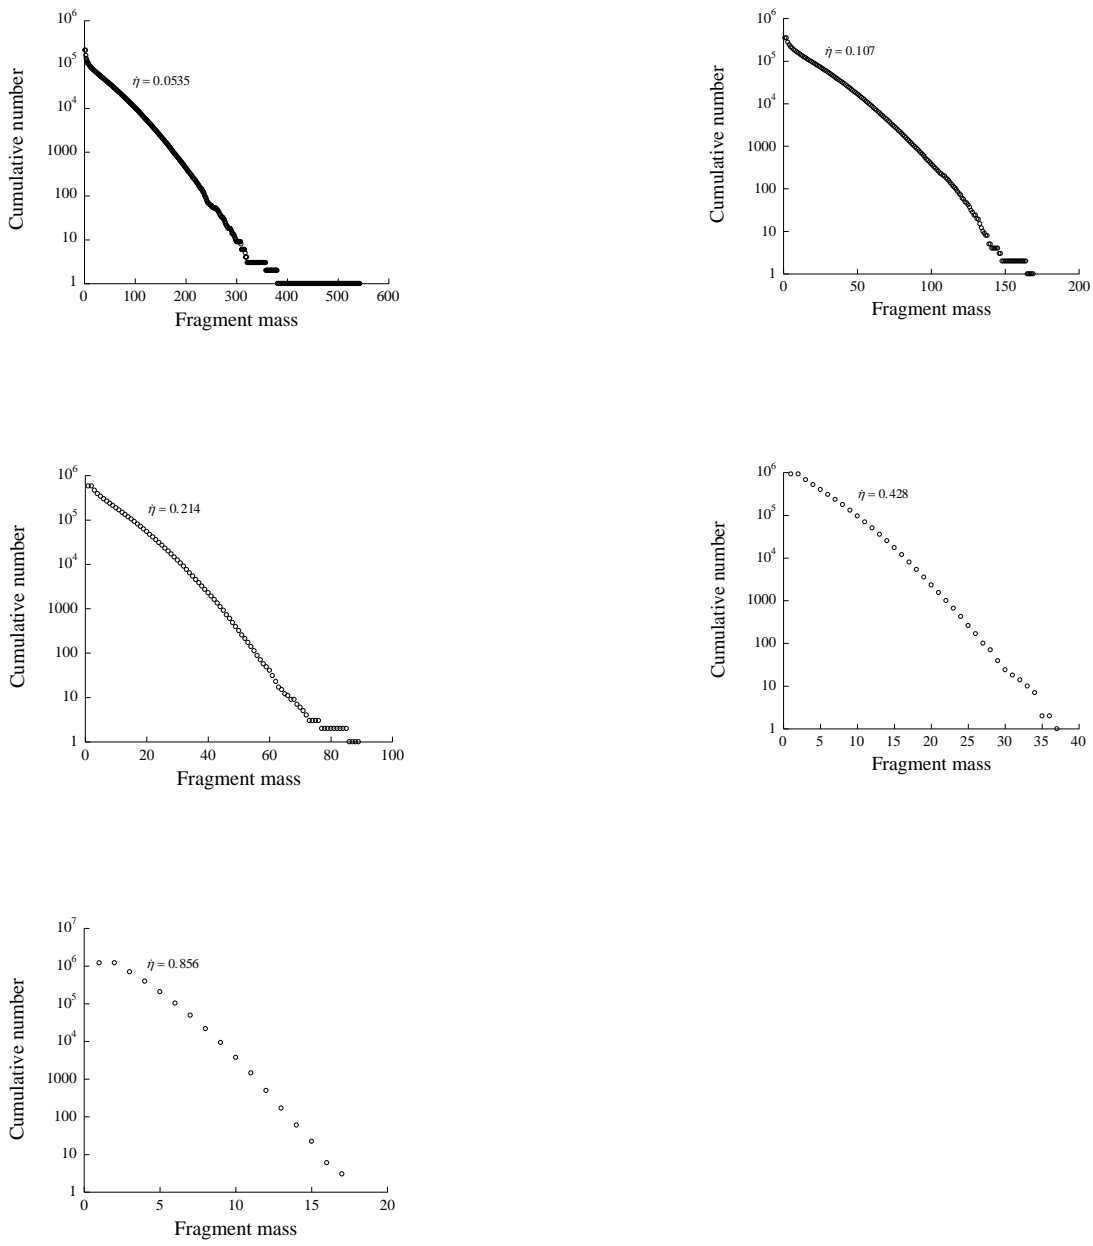 10^6
10^5
10^4
1000
100
10
1
0 100 200 300 400 500 600
Cumulative number
Fragment mass
η̇ = 0.0535
10^6
10^5
10^4
1000
100
10
1
0 50 100 150 200
Cumulative number
Fragment mass
η̇ = 0.107
10^6
10^5
10^4
1000
100
10
1
0 20 40 60 80 100
Cumulative number
Fragment mass
η̇ = 0.214
10^6
10^5
10^4
1000
100
10
1
0 5 10 15 20 25 30 35 40
Cumulative number
Fragment mass
η̇ = 0.428
10^7
10^6
10^5
10^4
1000
100
10
1
0 5 10 15 20
Cumulative number
Fragment mass
η̇ = 0.856